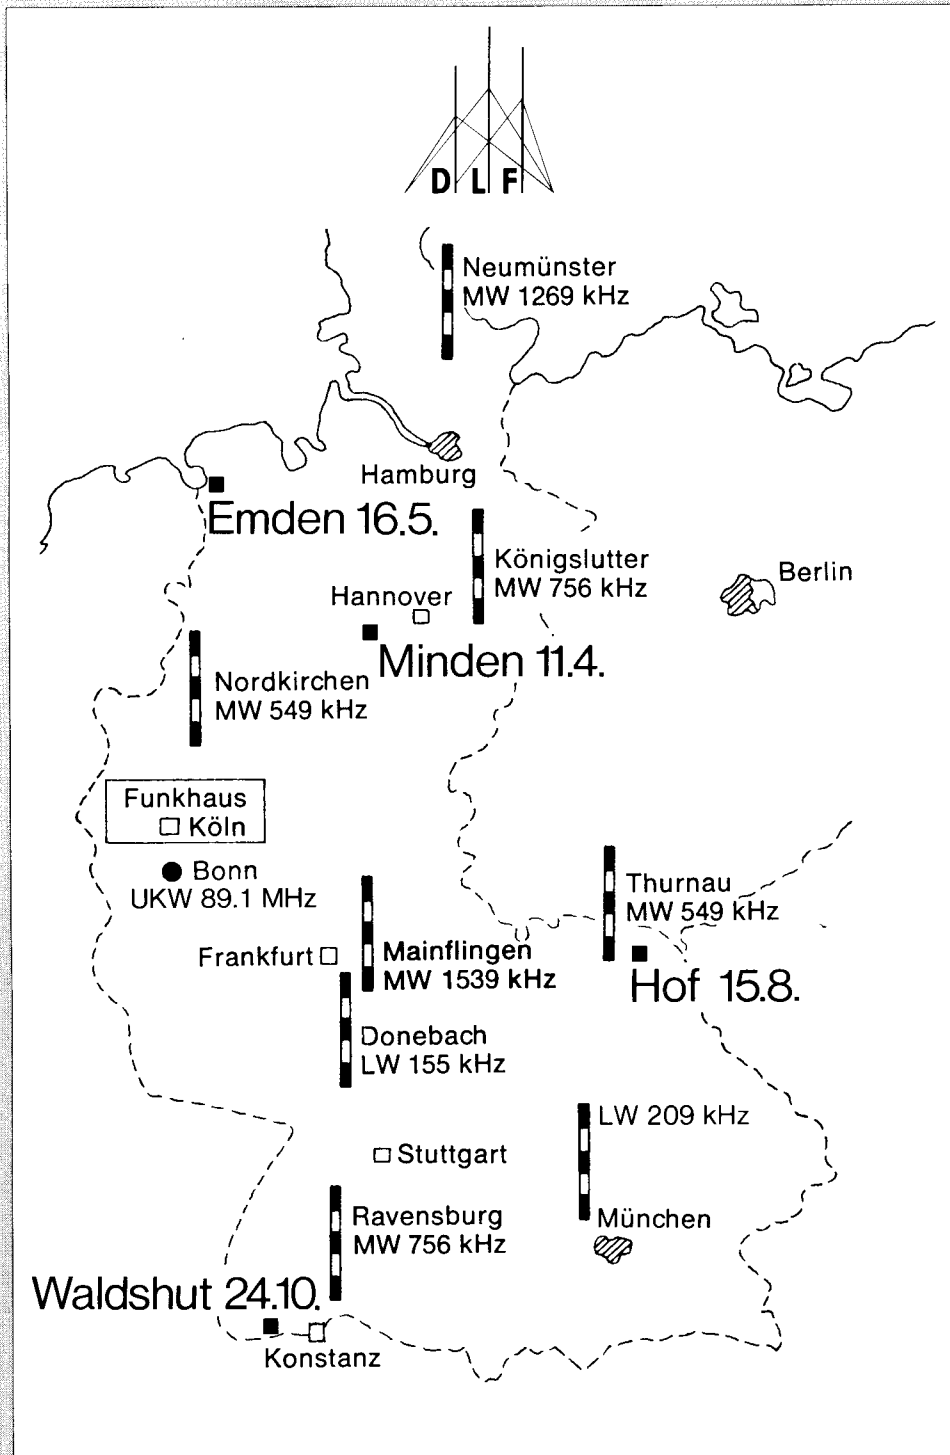 D L F
Neumünster
MW 1269 kHz
Hamburg
Emden 16.5.
Königslutter
MW 756 kHz
Berlin
Hannover
Minden 11.4.
Nordkirchen
MW 549 kHz
Funkhaus
Köln
Bonn
UKW 89.1 MHz
Thurnau
MW 549 kHz
Frankfurt
Mainflingen
MW 1539 kHz
Hof 15.8.
Donebach
LW 155 kHz
LW 209 kHz
Stuttgart
Ravensburg
MW 756 kHz
München
Waldshut 24.10.
Konstanz